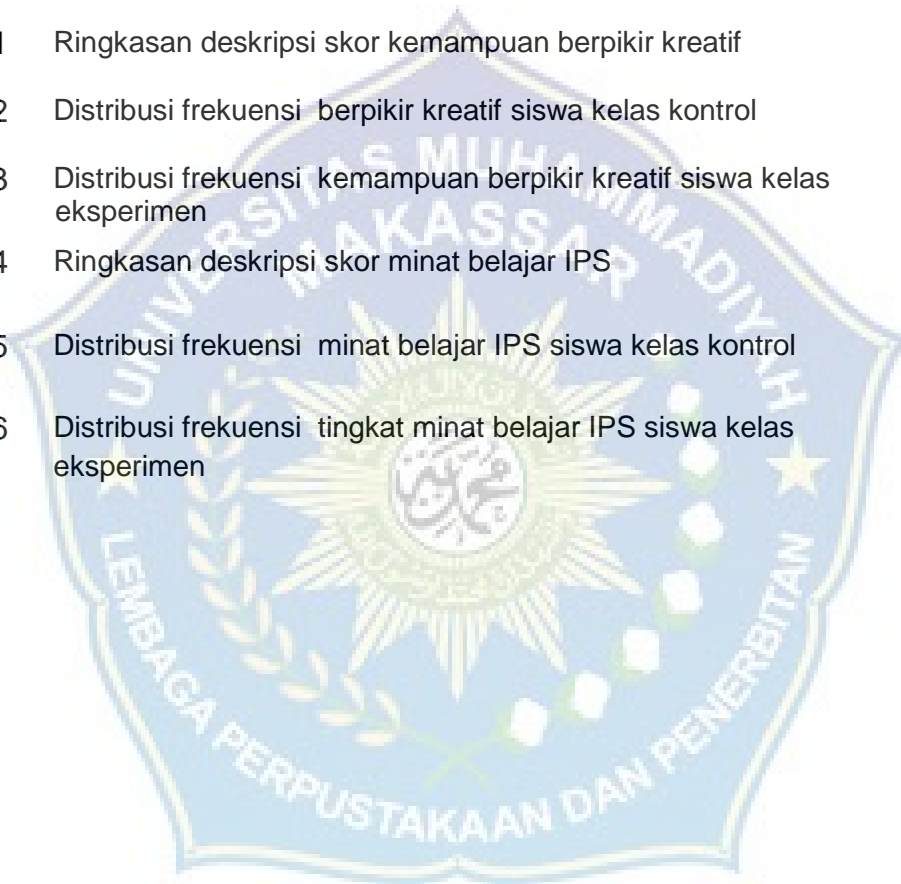 1 Ringkasan deskripsi skor kemampuan berpikir kreatif
2 Distribusi frekuensi berpikir kreatif siswa kelas kontrol
3 Distribusi frekuensi kemampuan berpikir kreatif siswa kelas
eksperimen
4 Ringkasan deskripsi skor minat belajar IPS
5 Distribusi frekuensi minat belajar IPS siswa kelas kontrol
6 Distribusi frekuensi tingkat minat belajar IPS siswa kelas
eksperimen
UNIVERSITAS MUHAMMADIYAH
MAKASSAR
LEMBAGA PERPUSTAKAAN DAN PENERBITAN